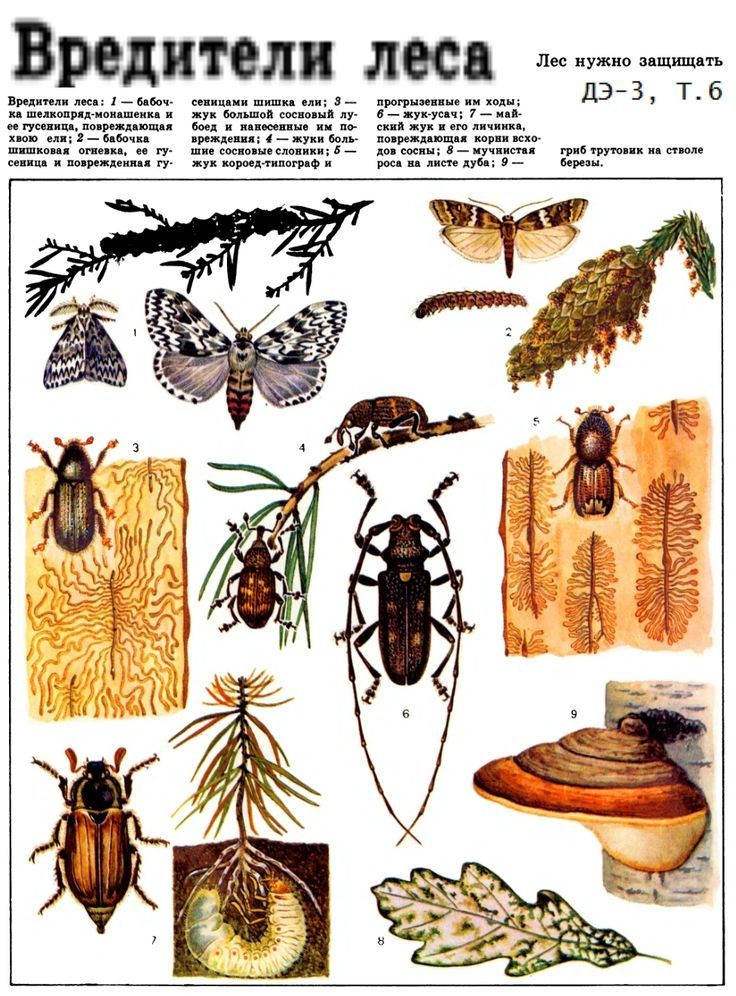 Вредители леса
Лес нужно защищать
ДЭ-3, Т.6
Вредители леса: 1 — бабоч-
ка шелкопряд-монашенка и
ее гусеница, повреждающая
хвою ели; 2 — бабочка
шишковая огневка, ее гу-
сеница и поврежденная гу-
сеницами шишка ели; 3 —
жук большой сосновый лу-
боед и нанесенные им по-
вреждения; 4 — жуки боль-
шие сосновые слоники; 5 —
жук короед-типограф и
прогрызенные им ходы;
6 — жук-усач; 7 — май-
ский жук и его личинка,
повреждающая корни всхо-
дов сосны; 8 — мучнистая
роса на листе дуба; 9 —
гриб трутовик на стволе
березы.
1
2
3
4
5
6
9
7
8